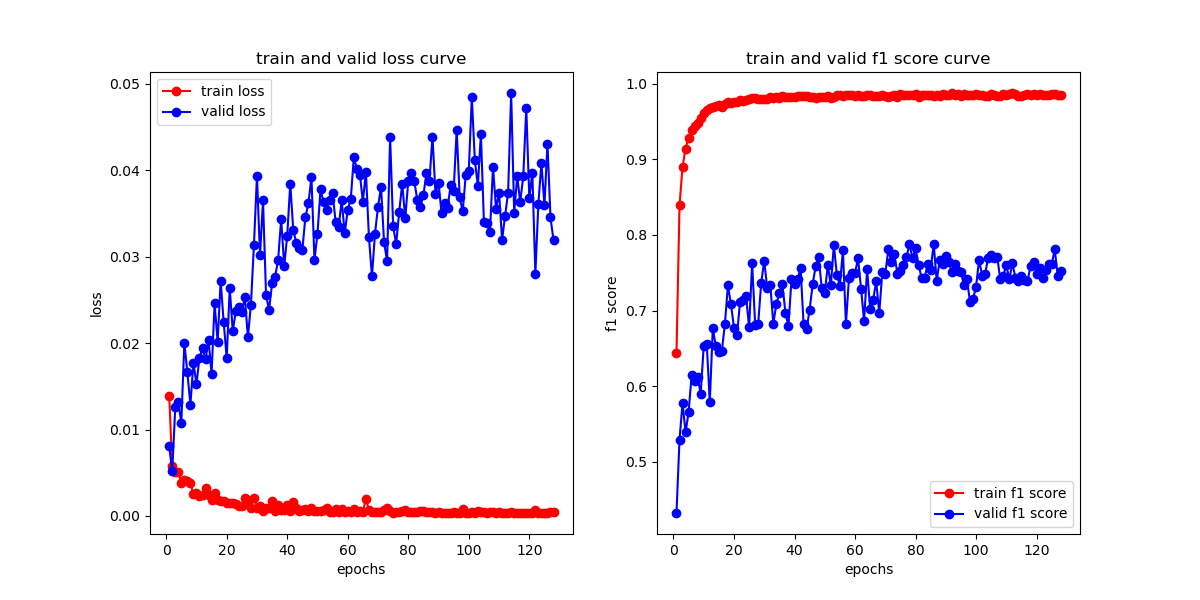 train and valid loss curve
train loss
valid loss
0.05
0.04
0.03
0.02
0.01
0.00
loss
0 20 40 60 80 100 120
epochs
train and valid f1 score curve
1.0
0.9
0.8
0.7
0.6
0.5
f1 score
train f1 score
valid f1 score
0 20 40 60 80 100 120
epochs